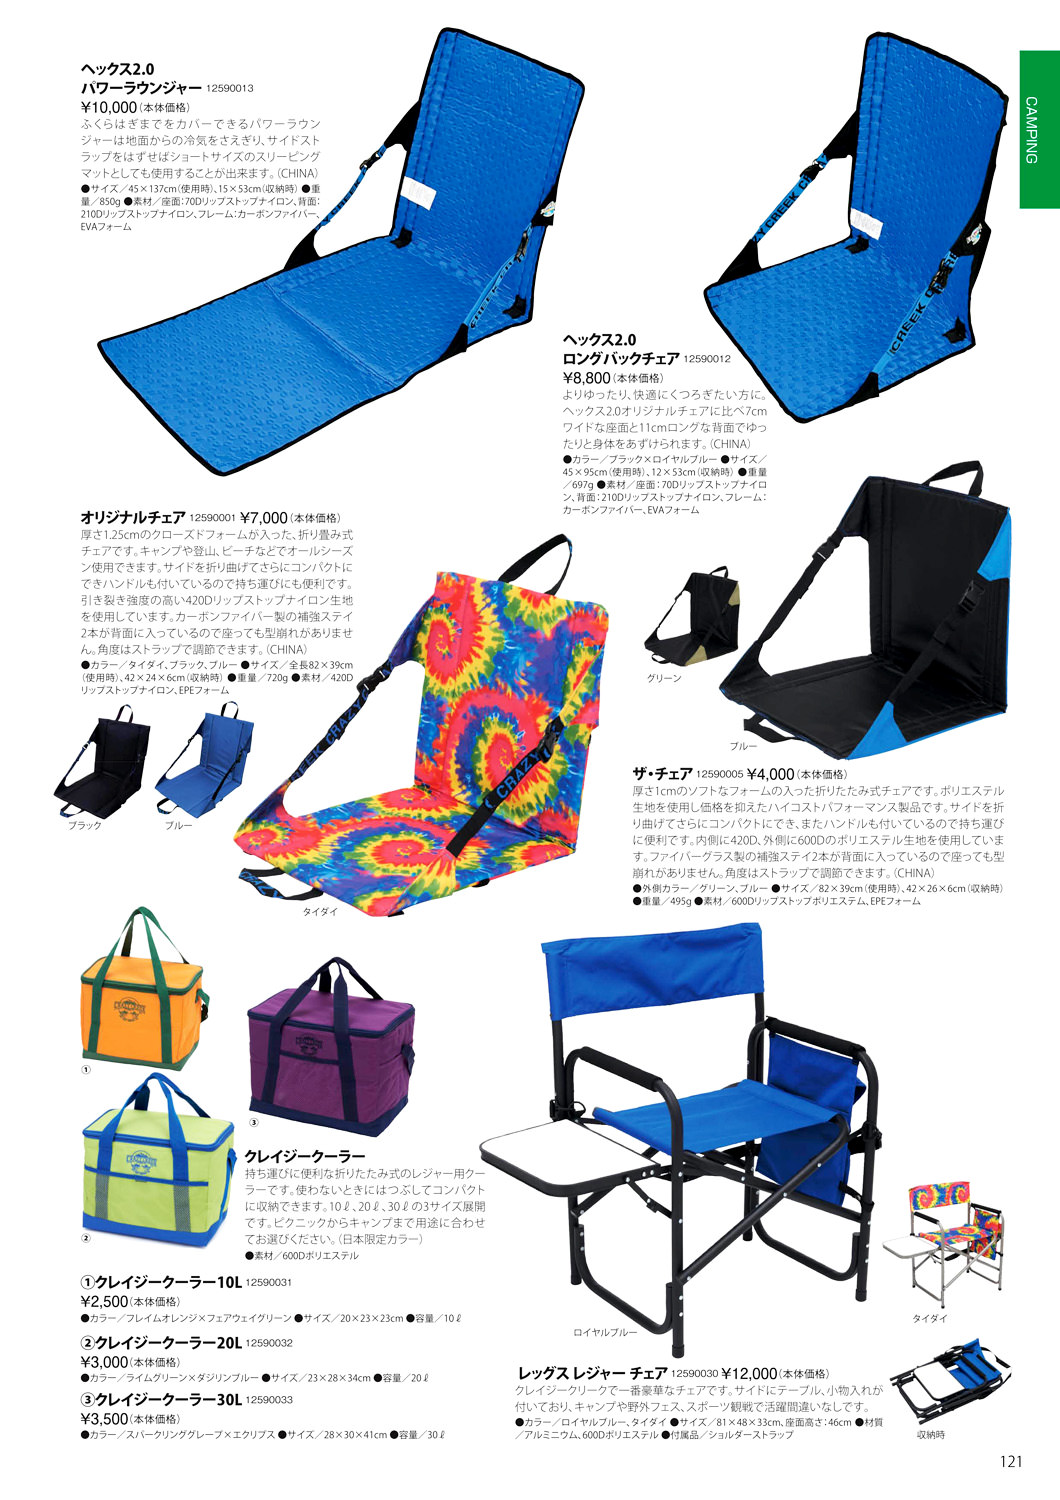 CAMPING
ヘックス2.0
パワーラウンジャー 12590013
¥10,000(本体価格)
ふくらはぎまでをカバーできるパワーラウン
ジャーは地面からの冷気をさえぎり、サイドスト
ラップをはずせばショートサイズのスリーピング
マットとしても使用することが出来ます。(CHINA)
●サイズ/45×137cm(使用時)、15×53cm(収納時) ●重
量/850g ●素材/座面:70Dリップストップナイロン、背面:
210Dリップストップナイロン、フレーム:カーボンファイバー、
EVAフォーム
ヘックス2.0
ロングバックチェア 12590012
¥8,800(本体価格)
よりゆったり、快適にくつろぎたい方に。
ヘックス2.0オリジナルチェアに比べ7cm
ワイドな座面と11cmロングな背面でゆっ
たりと身体をあずけられます。(CHINA)
●カラー/ブラック×ロイヤルブルー ●サイズ/
45×95cm(使用時)、12×53cm(収納時) ●重量
/697g ●素材/座面:70Dリップストップナイロ
ン、背面:210Dリップストップナイロン、フレーム:
カーボンファイバー、EVAフォーム
オリジナルチェア 12590001 ¥7,000(本体価格)
厚さ1.25cmのクローズドフォームが入った、折り畳み式
チェアです。キャンプや登山、ビーチなどでオールシーズ
ン使用できます。サイドを折り曲げてさらにコンパクトに
できハンドルも付いているので持ち運びにも便利です。
引き裂き強度の高い420Dリップストップナイロン生地
を使用しています。カーボンファイバー製の補強ステイ
2本が背面に入っているので座っても型崩れがありませ
ん。角度はストラップで調節できます。(CHINA)
●カラー/タイダイ、ブラック、ブルー ●サイズ/全長82×39cm
(使用時)、42×24×6cm(収納時) ●重量/720g ●素材/420D
リップストップナイロン、EPEフォーム
ブラック
ブルー
タイダイ
CRAZY
グリーン
ブルー
ザ・チェア 12590005 ¥4,000(本体価格)
厚さ1cmのソフトなフォームの入った折りたたみ式チェアです。ポリエステル
生地を使用し価格を抑えたハイコストパフォーマンス製品です。サイドを折
り曲げてさらにコンパクトにでき、またハンドルも付いているので持ち運び
に便利です。内側に420D、外側に600Dのポリエステル生地を使用していま
す。ファイバーグラス製の補強ステイ2本が背面に入っているので座っても型
崩れがありません。角度はストラップで調節できます。(CHINA)
●外側カラー/グリーン、ブルー ●サイズ/82×39cm(使用時)、42×26×6cm(収納時)
●重量/495g ●素材/600Dリップストップポリエステム、EPEフォーム
①
②
③
クレイジークーラー
持ち運びに便利な折りたたみ式のレジャー用クー
ラーです。使わないときにはつぶしてコンパクト
に収納できます。10ℓ、20ℓ、30ℓの3サイズ展開
です。ピクニックからキャンプまで用途に合わせ
てお選びください。(日本限定カラー)
●素材/600Dポリエステル
①クレイジークーラー10L 12590031
¥2,500(本体価格)
●カラー/フレイムオレンジ×フェアウェイグリーン ●サイズ/20×23×23cm ●容量/10ℓ
②クレイジークーラー20L 12590032
¥3,000(本体価格)
●カラー/ライムグリーン×ダジリンブルー ●サイズ/23×28×34cm ●容量/20ℓ
③クレイジークーラー30L 12590033
¥3,500(本体価格)
●カラー/スパークリンググレープ×エクリプス ●サイズ/28×30×41cm ●容量/30ℓ
ロイヤルブルー
タイダイ
レッグス レジャー チェア 12590030 ¥12,000(本体価格)
クレイジークリークで一番豪華なチェアです。サイドにテーブル、小物入れが
付いており、キャンプや野外フェス、スポーツ観戦で活躍間違いなしです。
●カラー/ロイヤルブルー、タイダイ ●サイズ/81×48×33cm、座面高さ:46cm ●材質
/アルミニウム、600Dポリエステル ●付属品/ショルダーストラップ
収納時
121